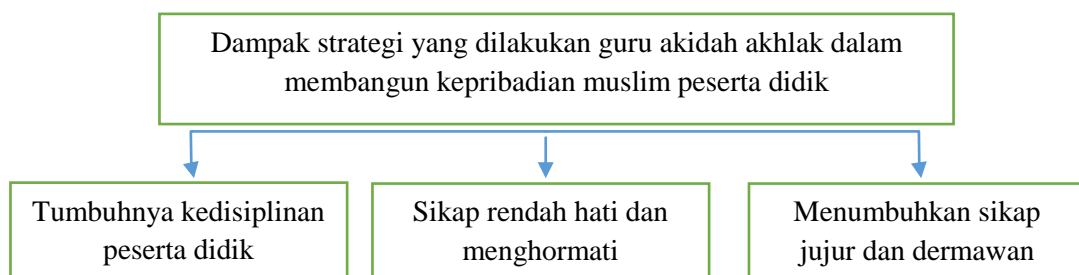 Dampak strategi yang dilakukan guru akidah akhlak dalam
membangun kepribadian muslim peserta didik
Tumbuhnya kedisiplinan
peserta didik
Sikap rendah hati dan
menghormati
Menumbuhkan sikap
jujur dan dermawan